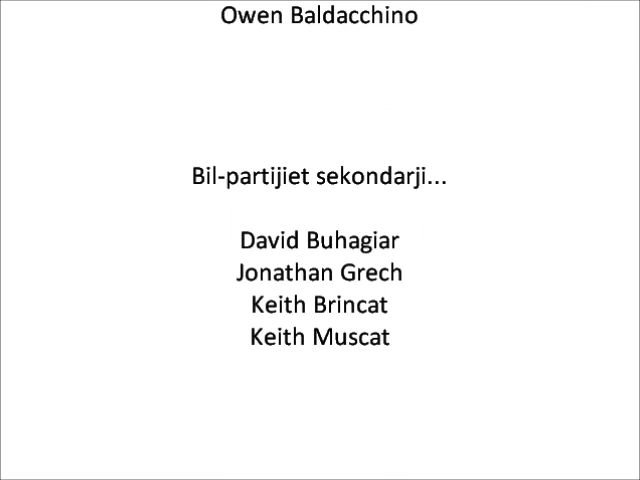 Owen Baldacchino
Bil-partijiet sekondarji...
David Buhagiar
Jonathan Grech
Keith Brincat
Keith Muscat